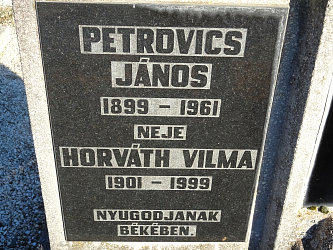 PETROVICS
JÁNOS
1899 – 1961
NEJE
HORVÁTH VILMA
1901 – 1999
NYUGODJANAK
BÉKÉBEN.